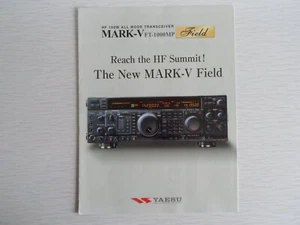 HF 100W ALL MODE TRANSCEIVER
MARK-V FT-1000MP Field
Reach the HF Summit!
The New MARK-V Field
YAESU